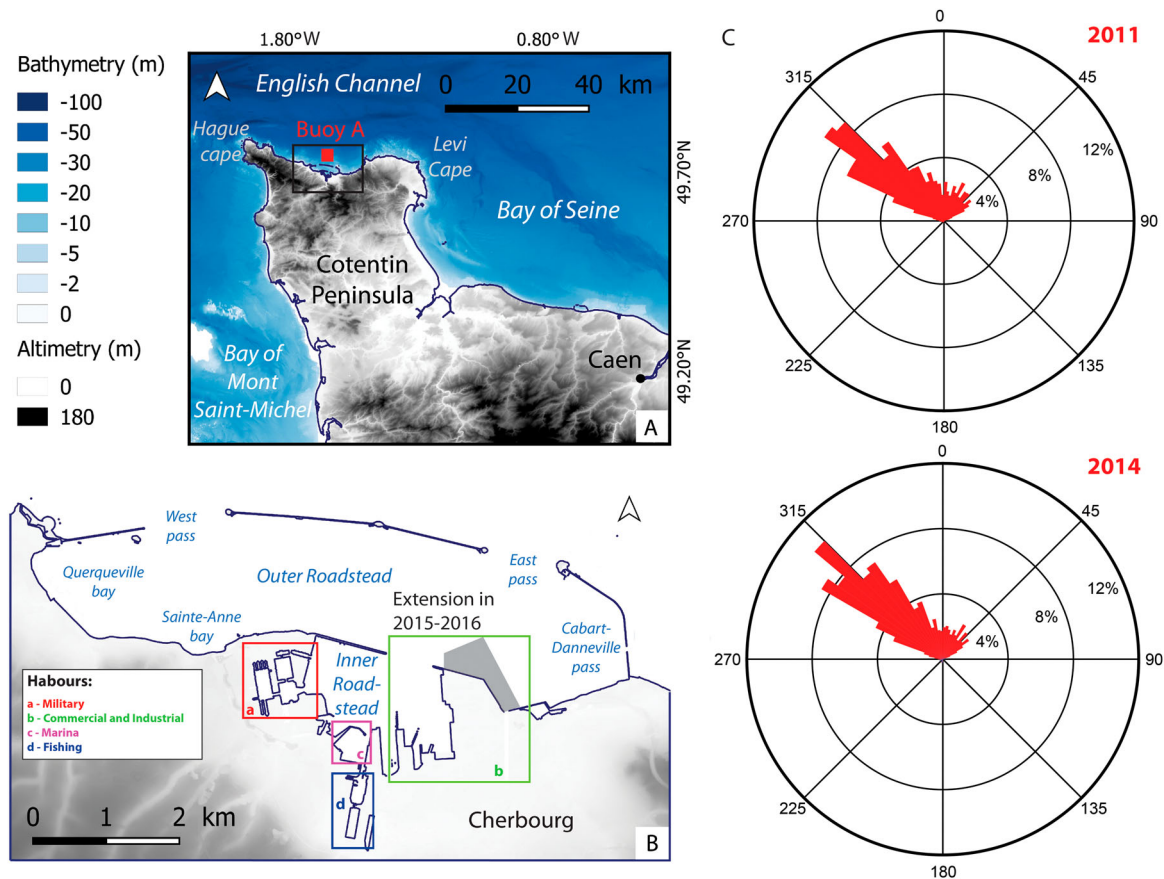 1.80°W
0.80°W
Bathymetry (m)
-100
-50
-30
-20
-10
-5
-2
0
Altimetry (m)
0
180
English Channel
0 20 40 km
Hague
cape
Buoy A
Levi
Cape
49.70°N
Bay of Seine
Cotentin
Peninsula
Bay of
Mont
Saint-Michel
Caen
49.20°N
A
West
pass
Querqueville
bay
Outer Roadstead
East
pass
Sainte-Anne
bay
Extension in
2015-2016
Cabart-
Danneville
pass
Inner
Road-
stead
Habours:
a - Military
b - Commercial and Industrial
c - Marina
d - Fishing
a
b
c
d
0 1 2 km
Cherbourg
B
C
2011
0
45
90
135
180
225
270
315
4%
8%
12%
2014
0
45
90
135
180
225
270
315
4%
8%
12%